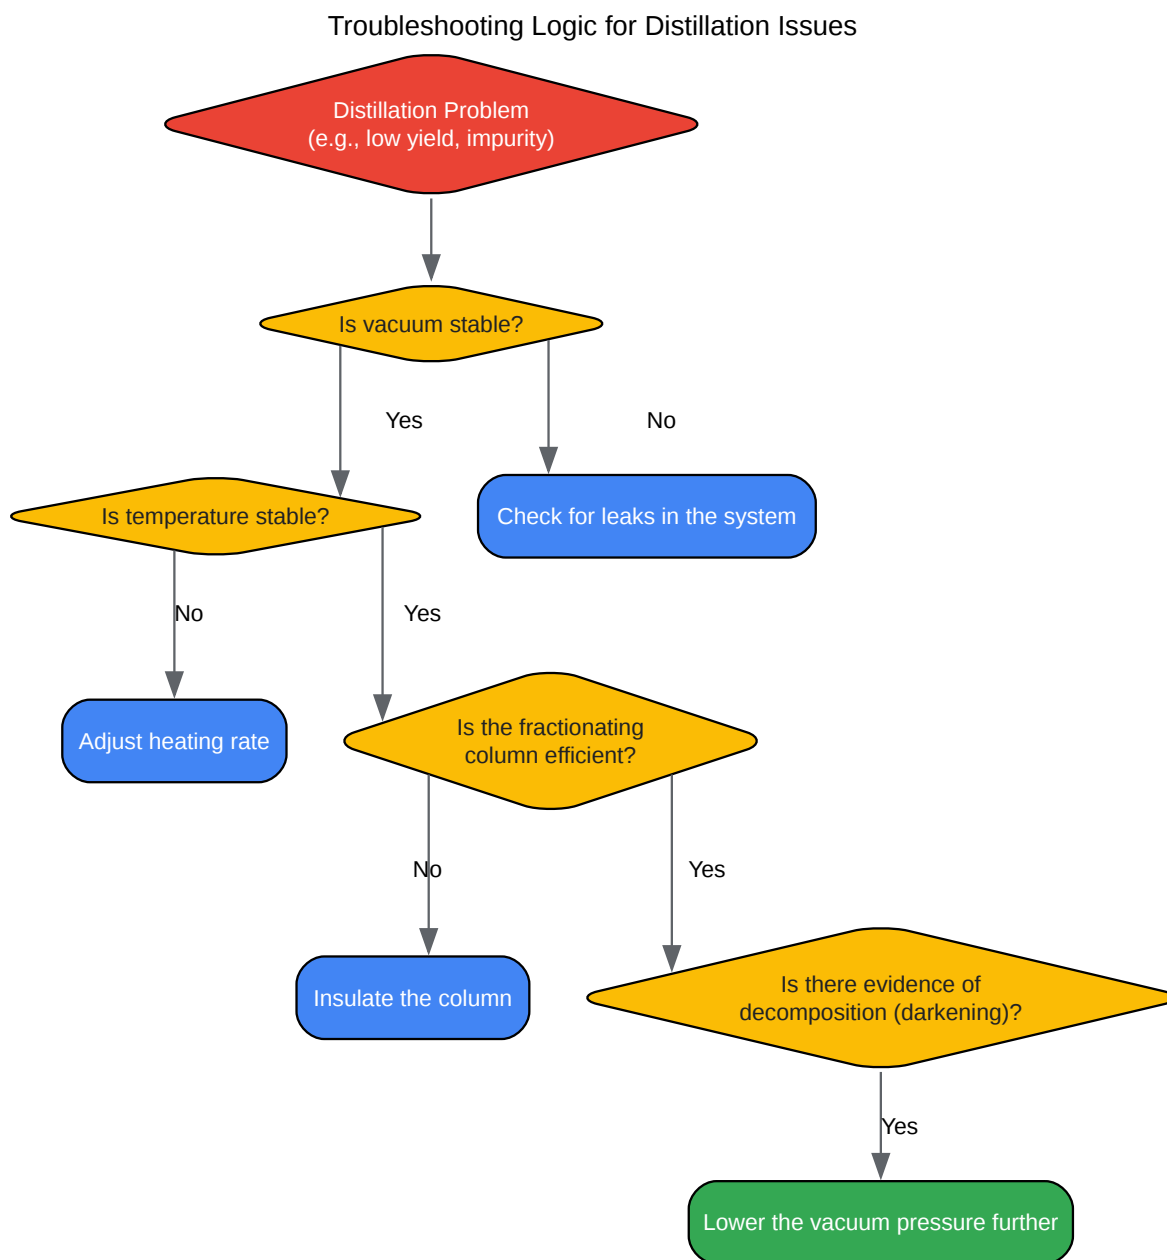 Troubleshooting Logic for Distillation Issues
Distillation Problem
(e.g., low yield, impurity)
Is vacuum stable?
Yes
No
Is temperature stable?
Check for leaks in the system
No
Yes
Adjust heating rate
Is the fractionating
column efficient?
No
Yes
Insulate the column
Is there evidence of
decomposition (darkening)?
Yes
Lower the vacuum pressure further